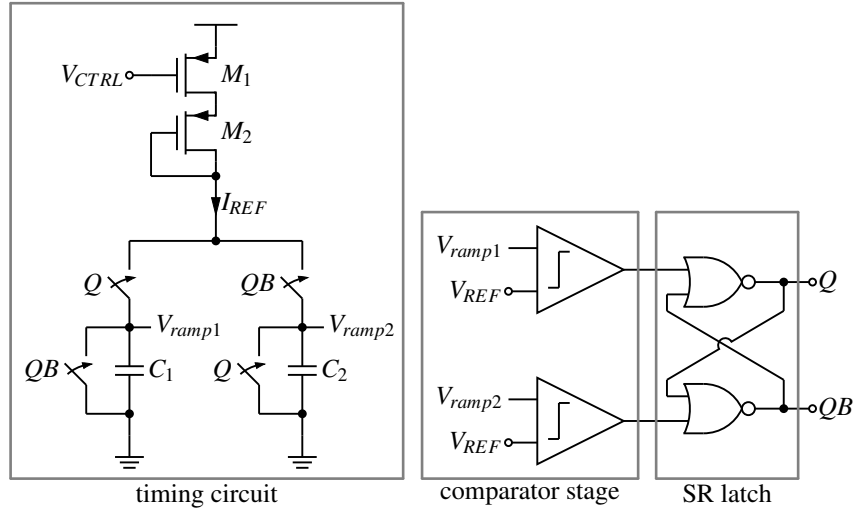 V_CTRL
M_1
M_2
I_REF
Q
QB
V_ramp1
V_ramp2
QB
C_1
Q
C_2
timing circuit
V_ramp1
V_REF
V_ramp2
V_REF
comparator stage
Q
QB
SR latch